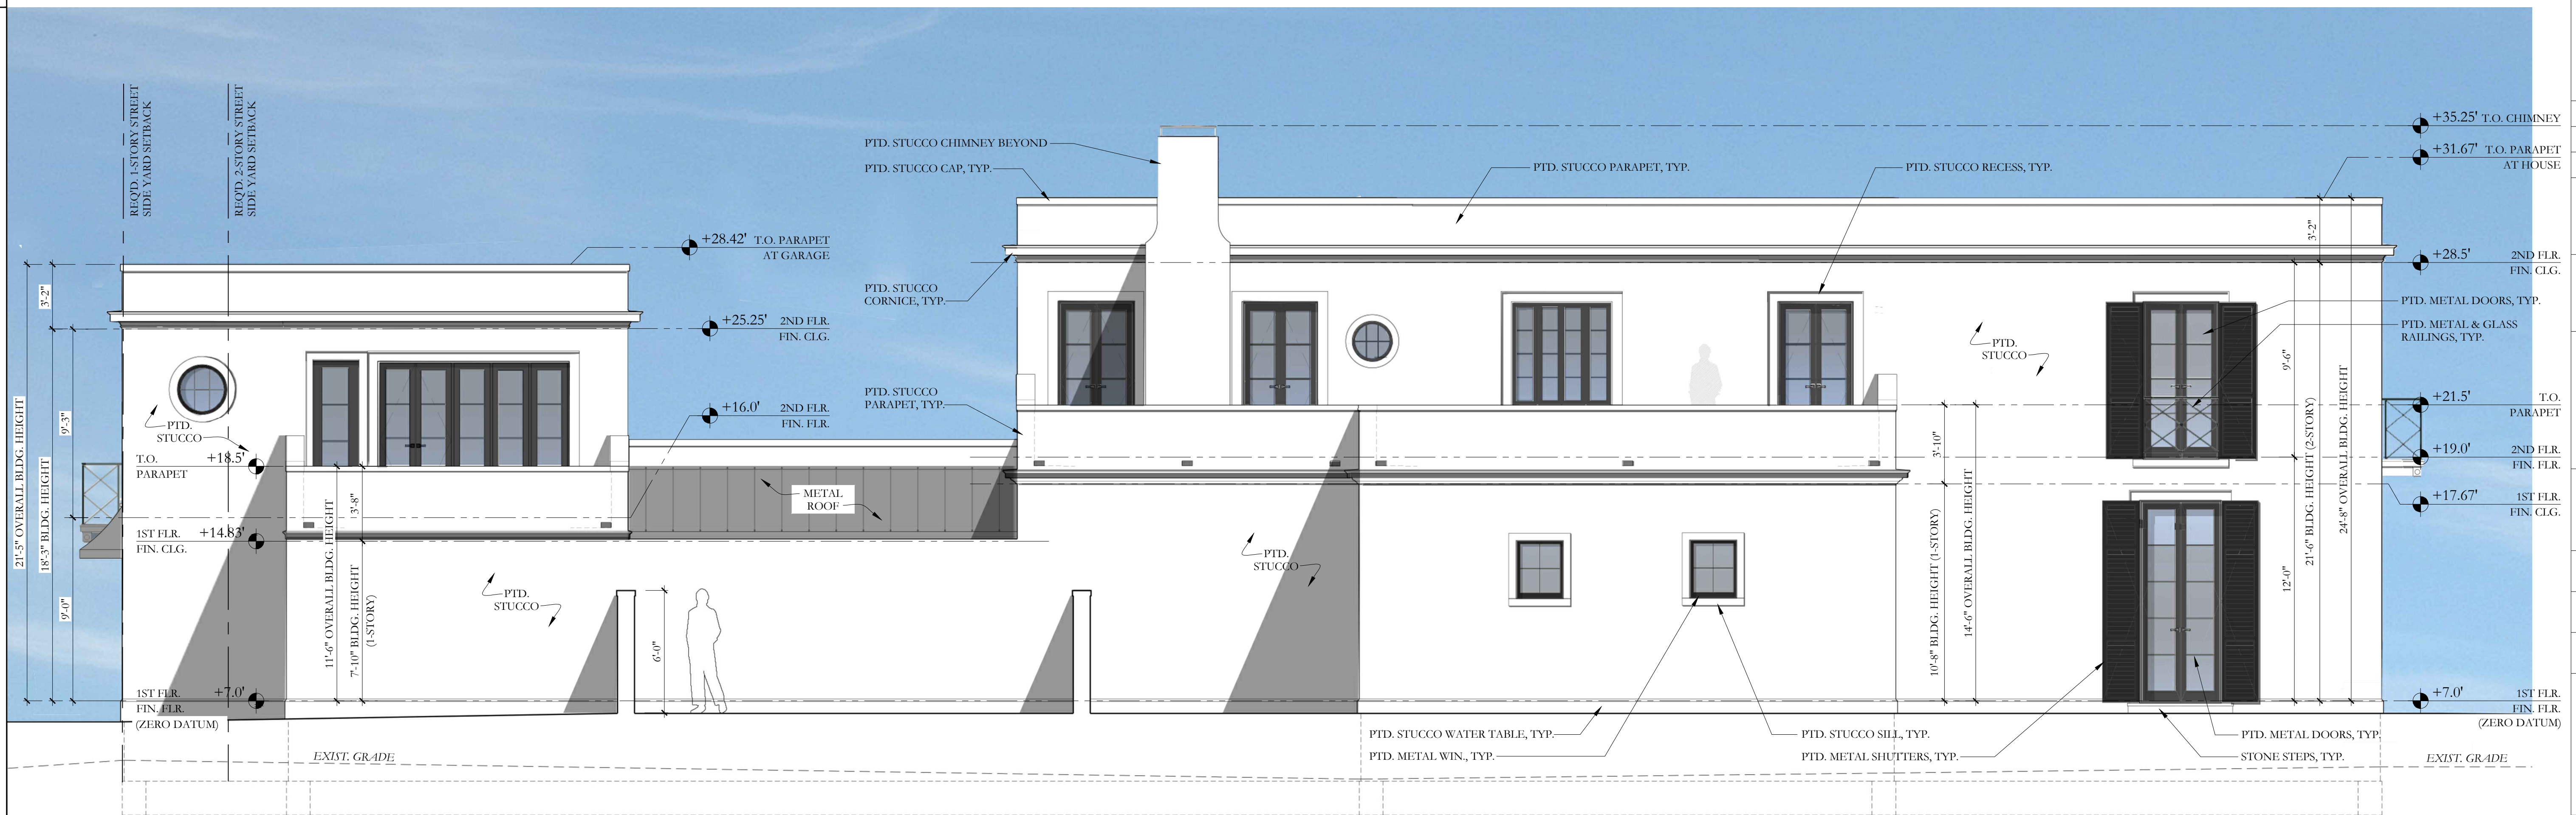 REQ'D. 1-STORY STREET
SIDE YARD SETBACK
REQ'D. 2-STORY STREET
SIDE YARD SETBACK
21'-5" OVERALL BLDG. HEIGHT
18'-3" BLDG. HEIGHT
3'-2"
9'-3"
9'-0"
PTD.
STUCCO
T.O.
PARAPET
+18.5'
1ST FLR.
FIN. CLG.
+14.83'
1ST FLR.
FIN. FLR.
(ZERO DATUM)
+7.0'
EXIST. GRADE
11'-6" OVERALL BLDG. HEIGHT
7'-10" BLDG. HEIGHT
(1-STORY)
3'-8"
PTD.
STUCCO
6'-0"
+28.42' T.O. PARAPET
AT GARAGE
+25.25' 2ND FLR.
FIN. CLG.
+16.0' 2ND FLR.
FIN. FLR.
METAL
ROOF
PTD. STUCCO CHIMNEY BEYOND
PTD. STUCCO CAP, TYP.
PTD. STUCCO
CORNICE, TYP.
PTD. STUCCO
PARAPET, TYP.
PTD. STUCCO PARAPET, TYP.
PTD. STUCCO RECESS, TYP.
PTD.
STUCCO
PTD.
STUCCO
PTD. STUCCO WATER TABLE, TYP.
PTD. METAL WIN., TYP.
PTD. STUCCO SILL, TYP.
PTD. METAL SHUTTERS, TYP.
PTD. METAL DOORS, TYP.
STONE STEPS, TYP.
3'-10"
10'-8" BLDG. HEIGHT (1-STORY)
14'-6" OVERALL BLDG. HEIGHT
3'-2"
9'-6"
12'-0"
21'-6" BLDG. HEIGHT (2-STORY)
24'-8" OVERALL BLDG. HEIGHT
+35.25' T.O. CHIMNEY
+31.67' T.O. PARAPET
AT HOUSE
+28.5' 2ND FLR.
FIN. CLG.
PTD. METAL DOORS, TYP.
PTD. METAL & GLASS
RAILINGS, TYP.
+21.5' T.O.
PARAPET
+19.0' 2ND FLR.
FIN. FLR.
+17.67' 1ST FLR.
FIN. CLG.
+7.0' 1ST FLR.
FIN. FLR.
(ZERO DATUM)
EXIST. GRADE